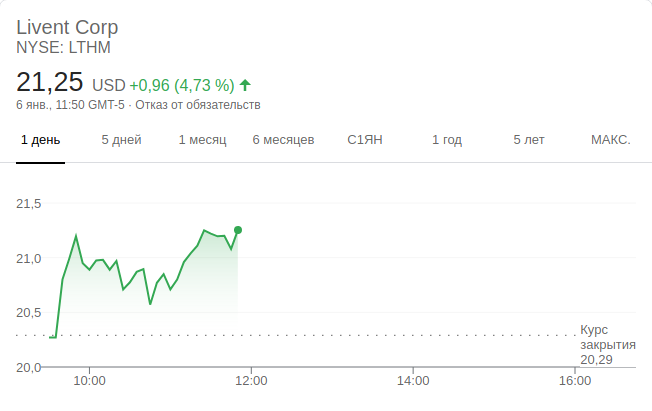 Livent Corp
NYSE: LTHM
21,25 USD +0,96 (4,73 %)
6 янв., 11:50 GMT-5 · Отказ от обязательств
1 день 5 дней 1 месяц 6 месяцев С1ЯН 1 год 5 лет МАКС.
21,5
21,0
20,5
Курс
закрытия
20,29
20,0
10:00 12:00 14:00 16:00